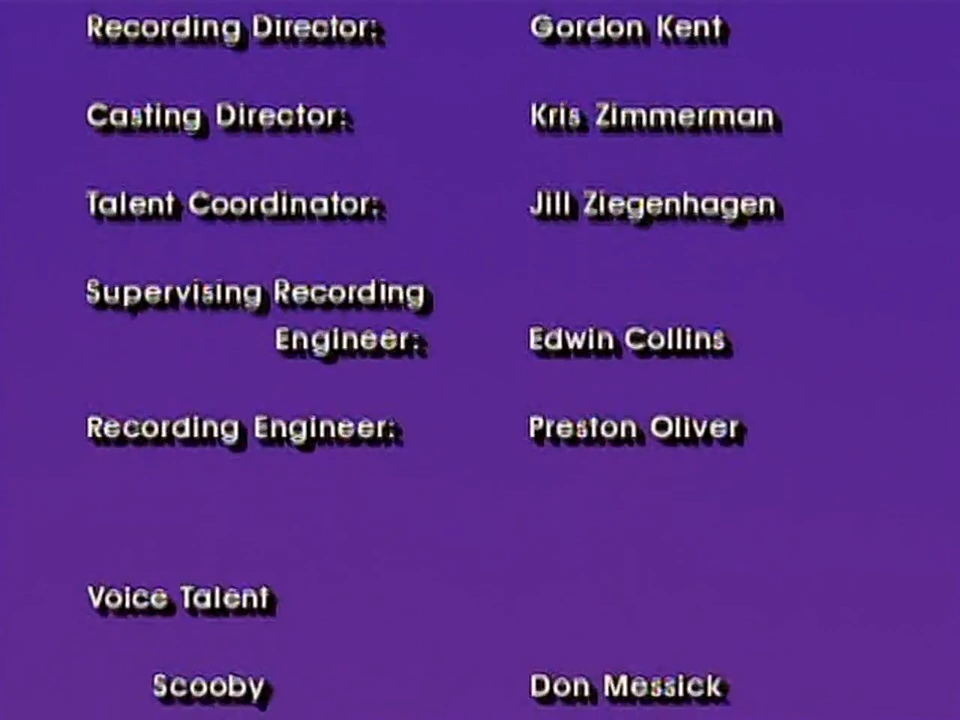 Recording Director: Gordon Kent
Casting Director: Kris Zimmerman
Talent Coordinator: Jill Ziegenhagen
Supervising Recording
Engineer: Edwin Collins
Recording Engineer: Preston Oliver
Voice Talent
Scooby Don Messick